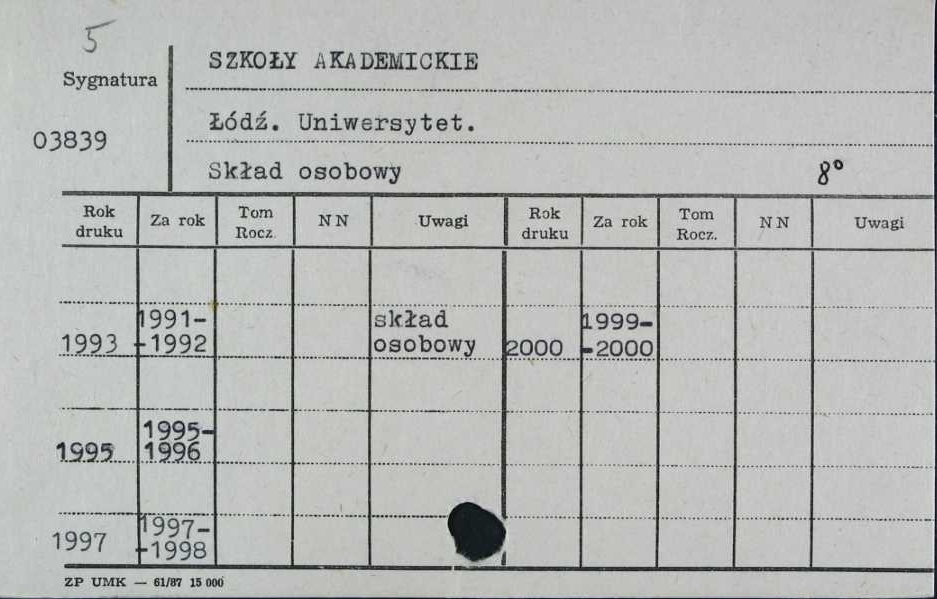 5
Sygnatura
SZKOŁY AKADEMICKIE
03839
Łódź. Uniwersytet.
Skład osobowy 8°
Rok druku Za rok Tom Rocz. NN Uwagi Rok druku Za rok Tom Rocz. NN Uwagi
1993 1991-
-1992 skład
osobowy 2000 1999-
-2000
1995 1995-
1996
1997 1997-
-1998
ZP UMK — 61/87 15 000